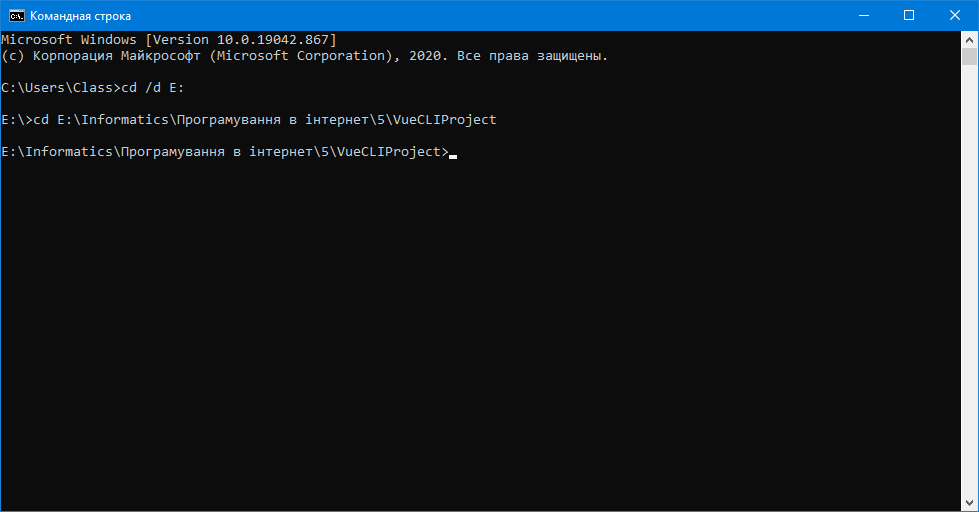 Командная строка
Microsoft Windows [Version 10.0.19042.867]
(c) Корпорация Майкрософт (Microsoft Corporation), 2020. Все права защищены.
C:\Users\Class>cd /d E:
E:\>cd E:\Informatics\Програмування в інтернет\5\VueCLIProject
E:\Informatics\Програмування в інтернет\5\VueCLIProject>